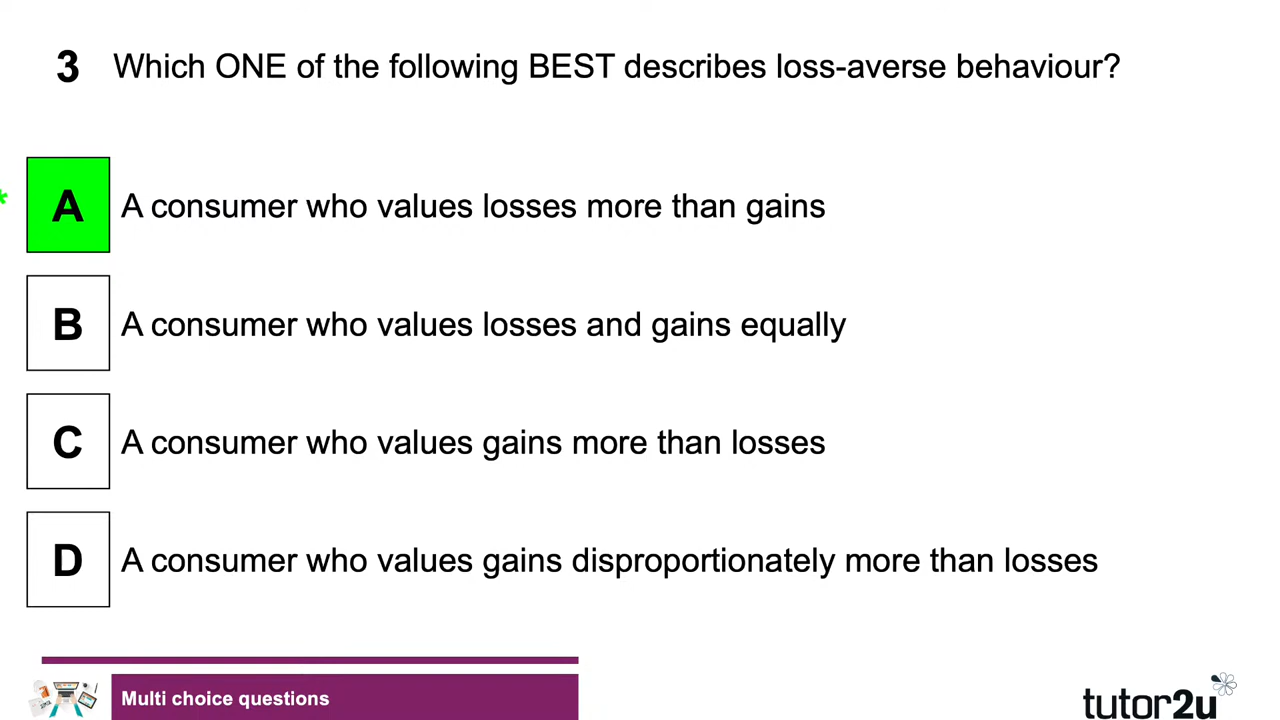 3 Which ONE of the following BEST describes loss-averse behaviour?
* A A consumer who values losses more than gains
B A consumer who values losses and gains equally
C A consumer who values gains more than losses
D A consumer who values gains disproportionately more than losses
Multi choice questions
tutor2u